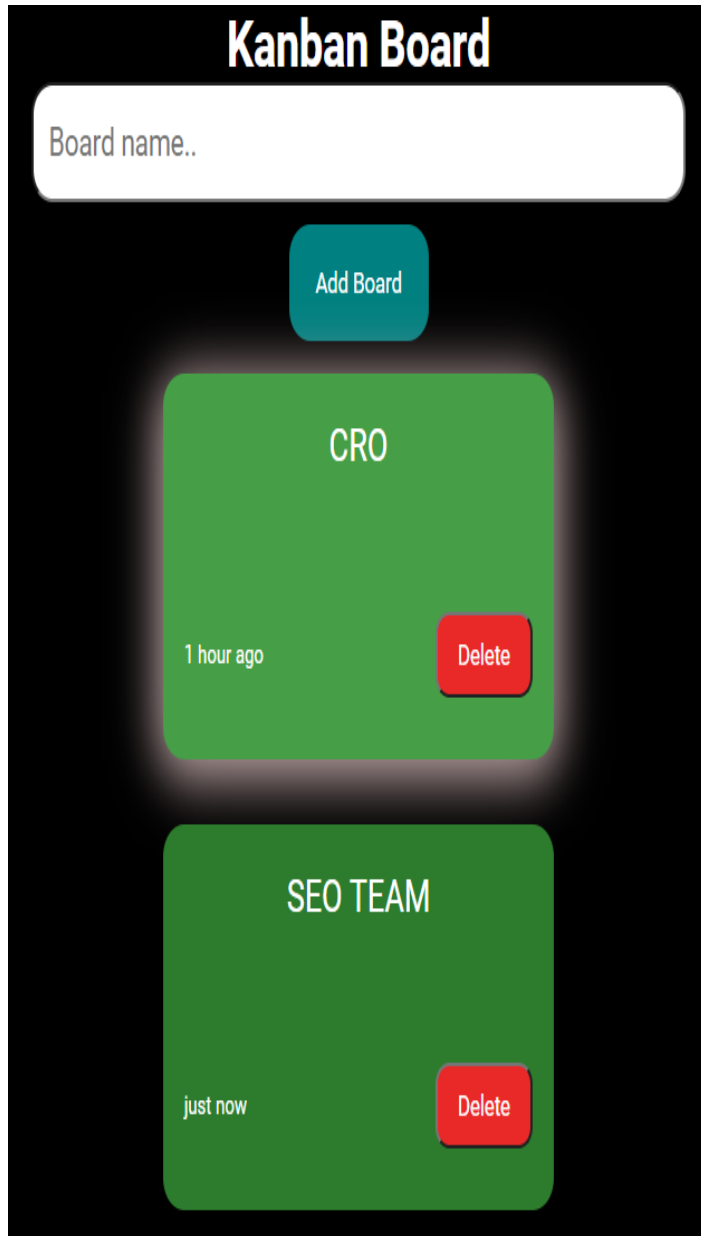 Kanban Board
Board name..
Add Board
CRO
1 hour ago
Delete
SEO TEAM
just now
Delete